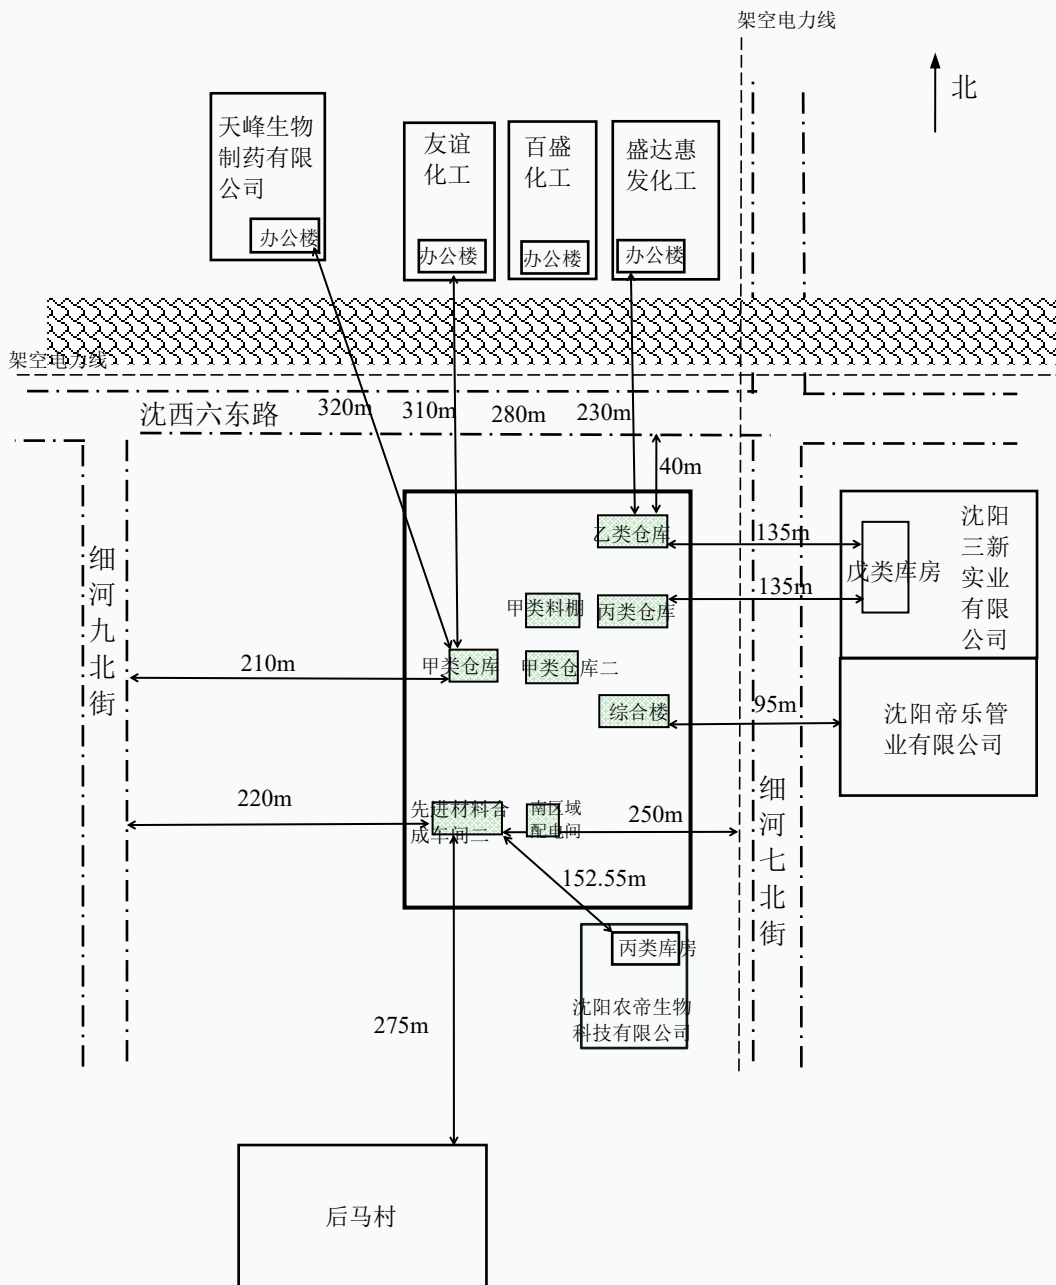 架空电力线
北
天峰生物
制药有限
公司
办公楼
友谊
化工
办公楼
百盛
化工
办公楼
盛达惠
发化工
办公楼
架空电力线
沈西六东路
320m
310m
280m
230m
40m
乙类仓库
135m
戊类库房
沈阳
三新
实业
有限
公司
甲类料棚
丙类仓库
135m
细河九北街
甲类仓库
甲类仓库二
210m
综合楼
95m
沈阳帝乐管
业有限公司
220m
先进材料合
成车间二
南区域
配电间
250m
细河七北街
152.55m
丙类库房
沈阳农帝生物
科技有限公司
275m
后马村